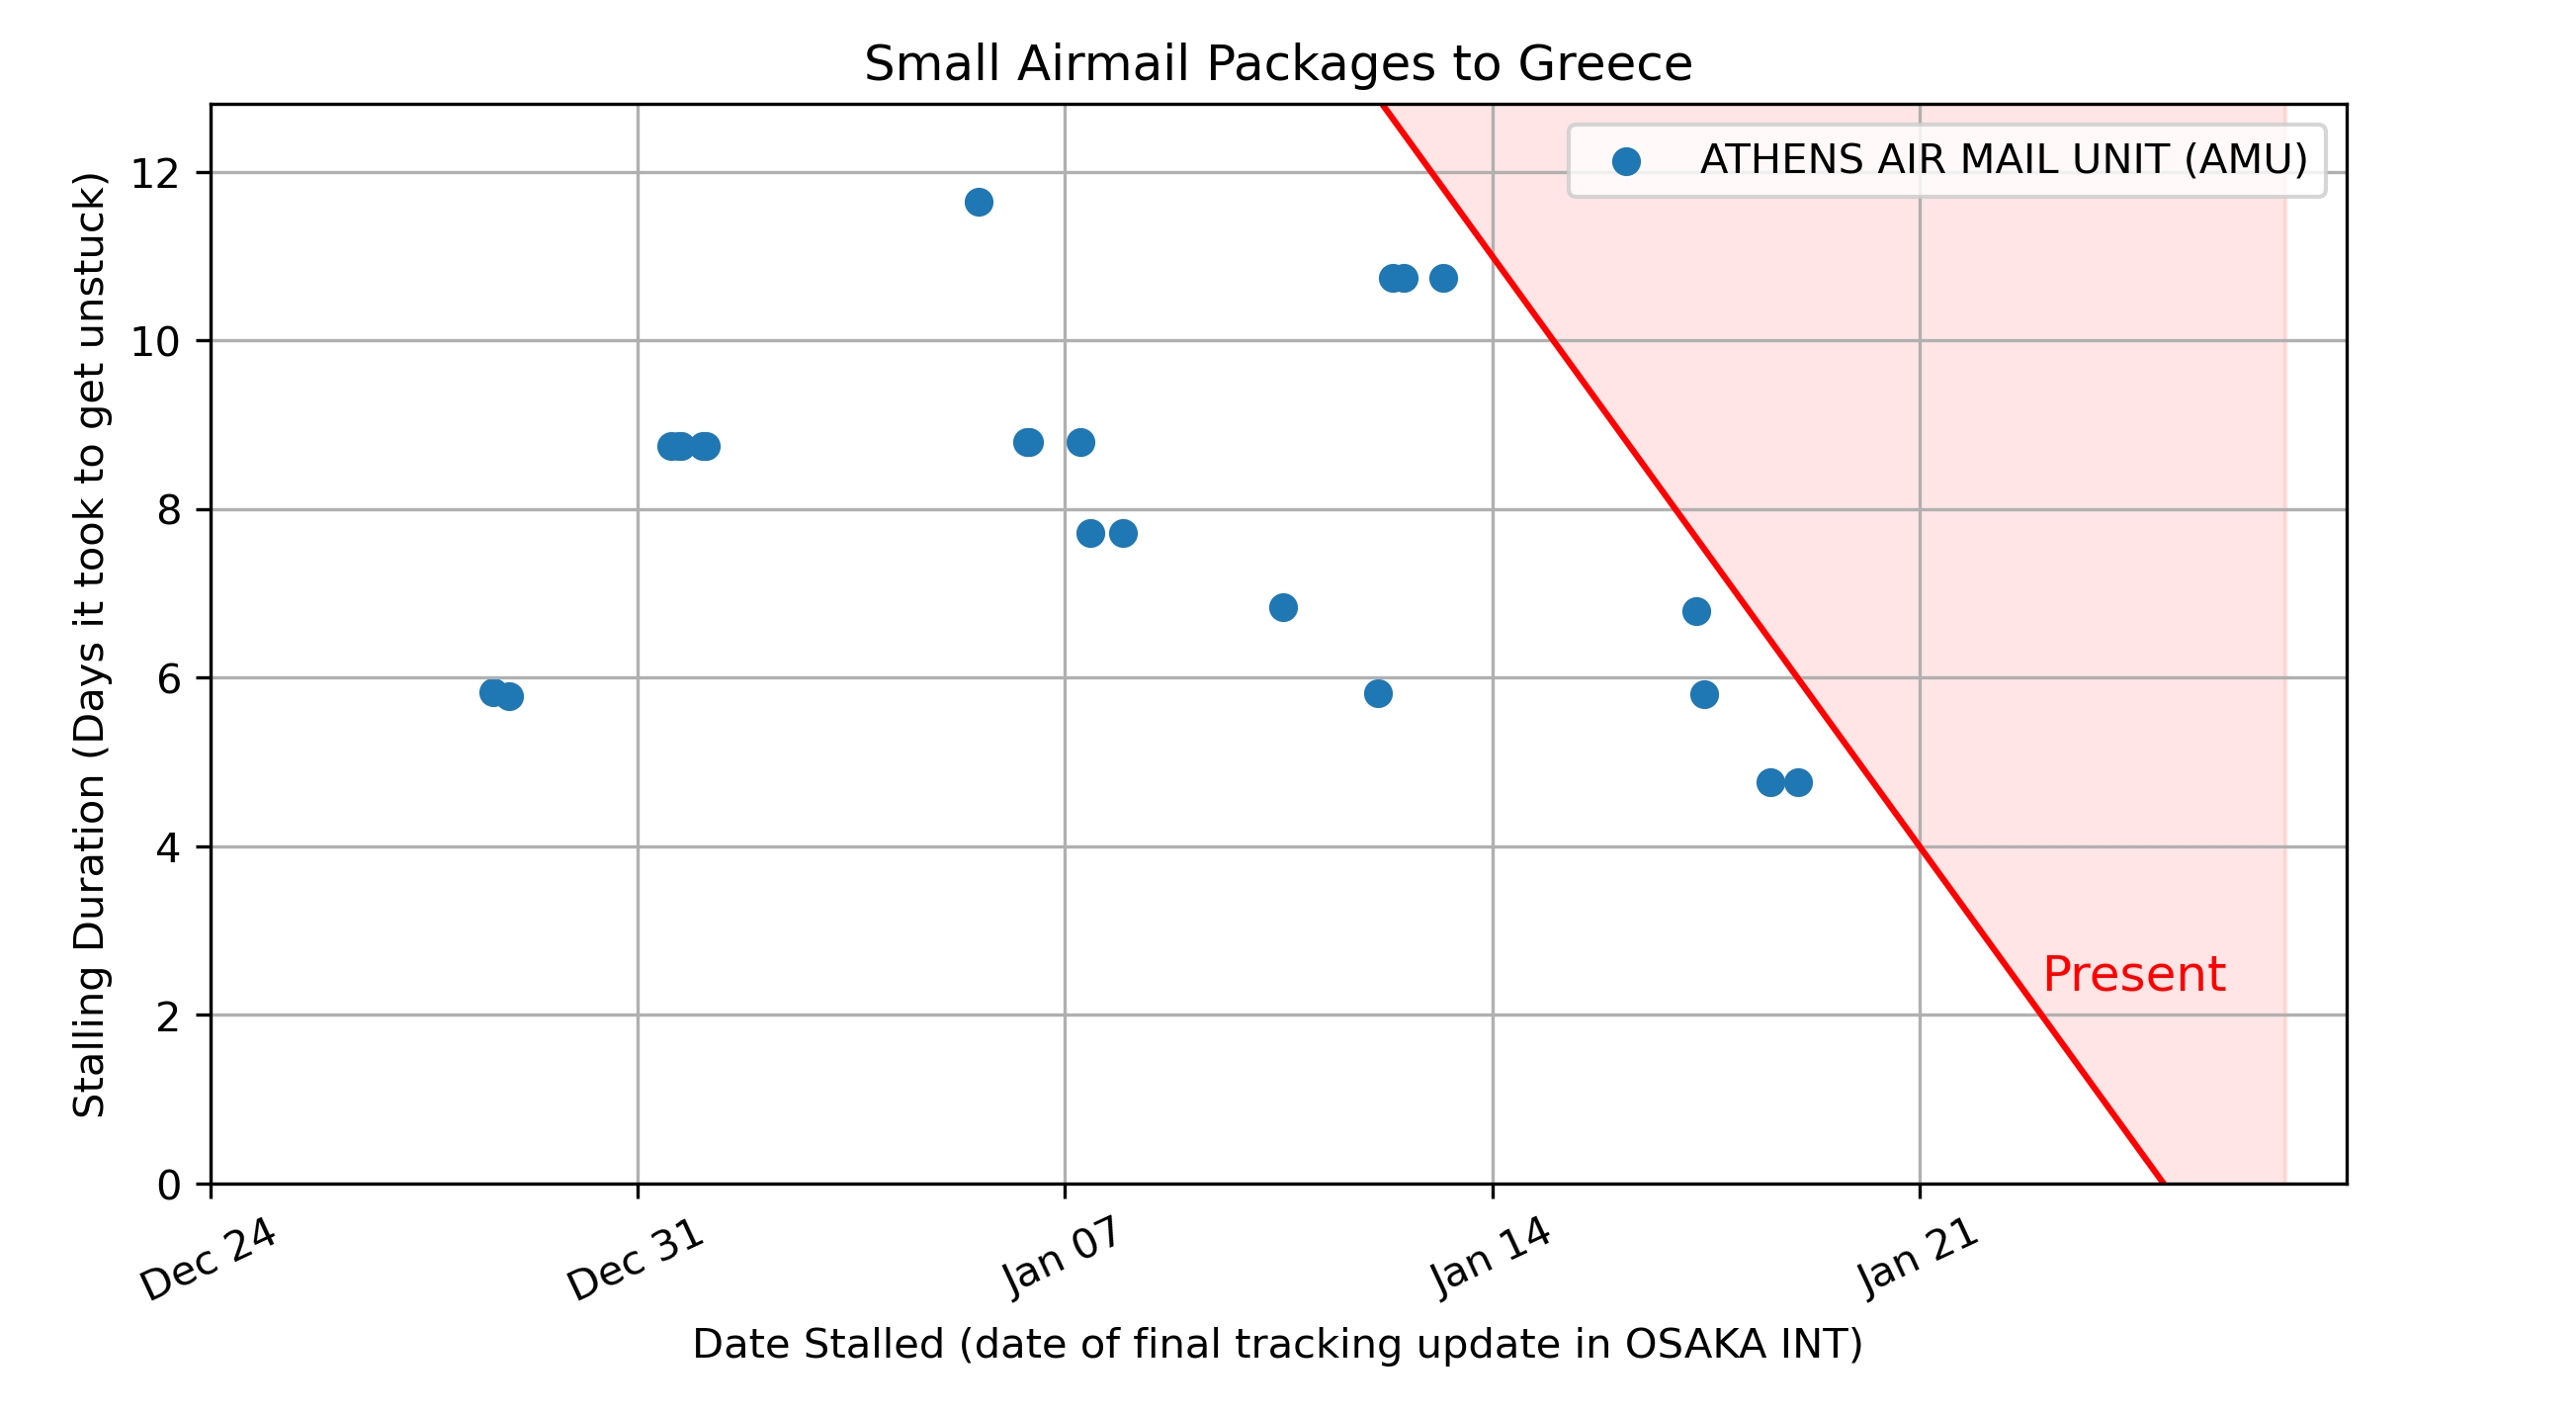 Small Airmail Packages to Greece
ATHENS AIR MAIL UNIT (AMU)
Stalling Duration (Days it took to get unstuck)
12
10
8
6
4
2
0
Present
Dec 24
Dec 31
Jan 07
Jan 14
Jan 21
Date Stalled (date of final tracking update in OSAKA INT)